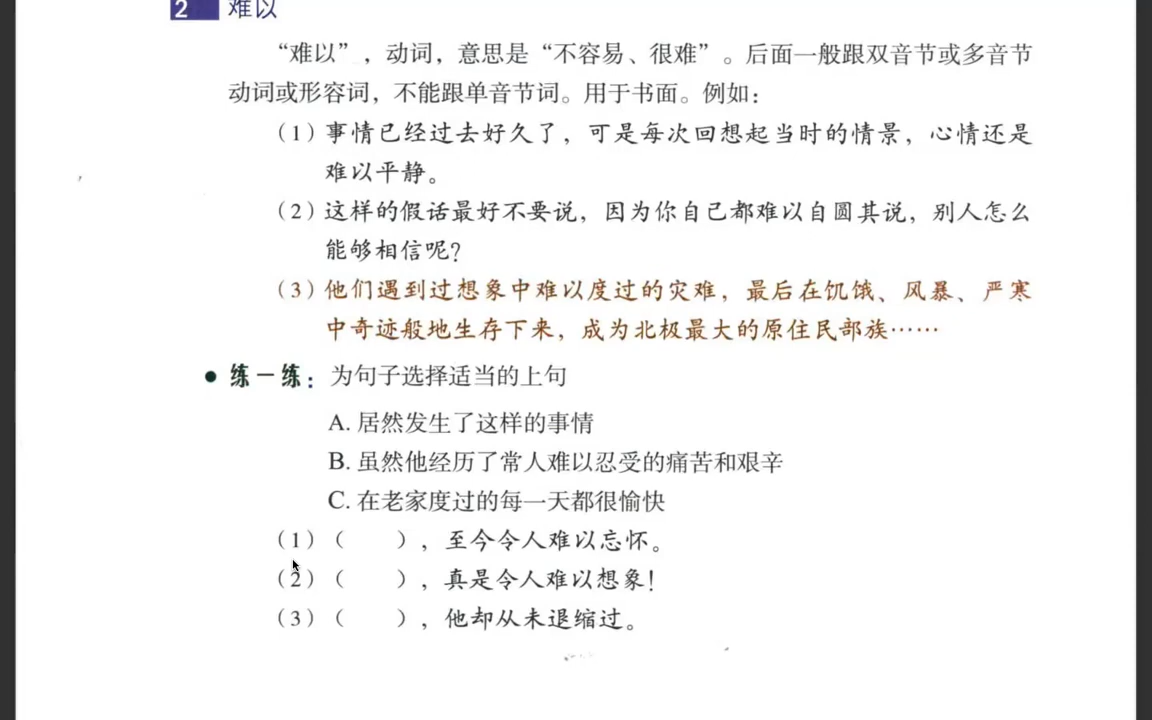 2 难以
“难以”，动词，意思是“不容易、很难”。后面一般跟双音节或多音节
动词或形容词，不能跟单音节词。用于书面。例如：
（1）事情已经过去好久了，可是每次回想起当时的情景，心情还是
难以平静。
（2）这样的假话最好不要说，因为你自己都难以自圆其说，别人怎么
能够相信呢？
（3）他们遇到过想象中难以度过的灾难，最后在饥饿、风暴、严寒
中奇迹般地生存下来，成为北极最大的原住民部族……
● 练一练：为句子选择适当的上句
A. 居然发生了这样的事情
B. 虽然他经历了常人难以忍受的痛苦和艰辛
C. 在老家度过的每一天都很愉快
（1）（ ），至今令人难以忘怀。
（2）（ ），真是令人难以想象！
（3）（ ），他却从未退缩过。